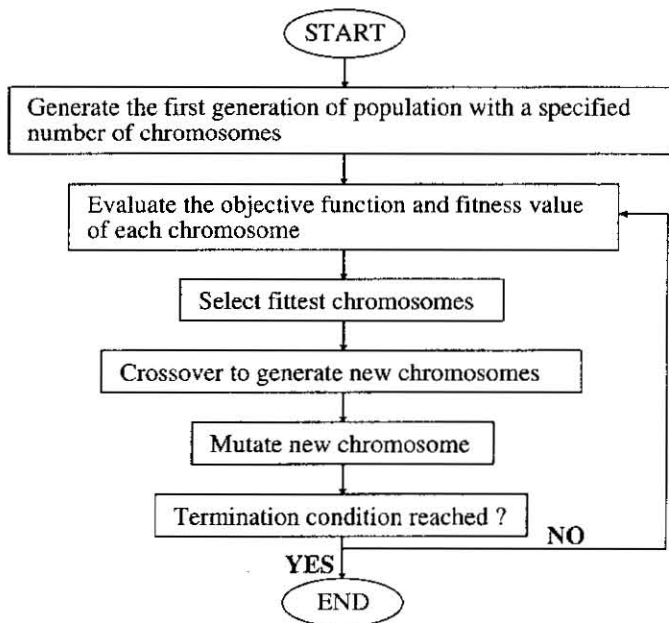 START
Generate the first generation of population with a specified
number of chromosomes
Evaluate the objective function and fitness value
of each chromosome
Select fittest chromosomes
Crossover to generate new chromosomes
Mutate new chromosome
Termination condition reached ?
NO
YES
END